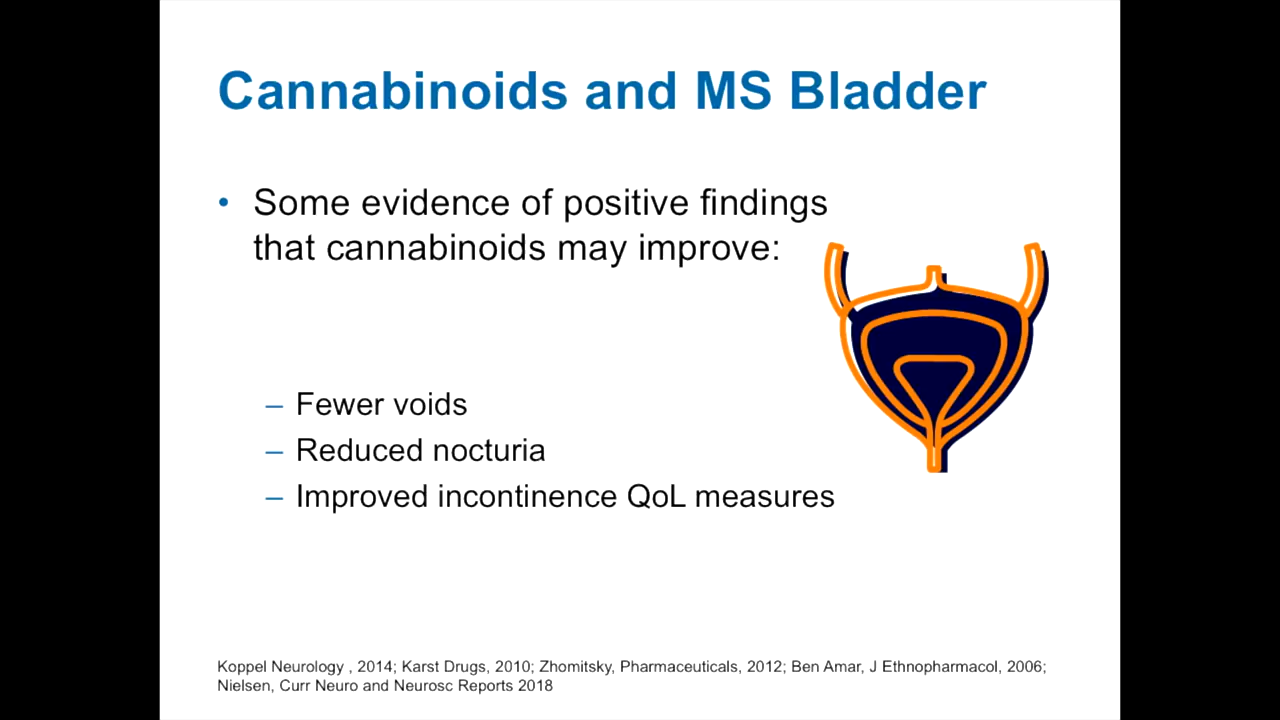 Cannabinoids and MS Bladder
• Some evidence of positive findings
that cannabinoids may improve:
– Fewer voids
– Reduced nocturia
– Improved incontinence QoL measures
Koppel Neurology , 2014; Karst Drugs, 2010; Zhomitsky, Pharmaceuticals, 2012; Ben Amar, J Ethnopharmacol, 2006;
Nielsen, Curr Neuro and Neurosc Reports 2018